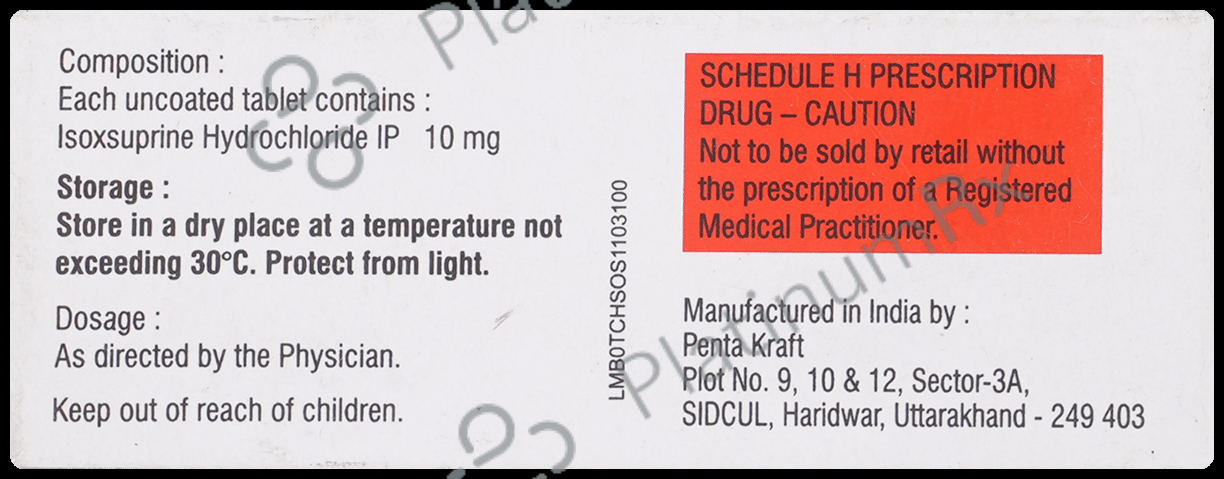 Composition :
Each uncoated tablet contains :
Isoxsuprine Hydrochloride IP 10 mg
Storage :
Store in a dry place at a temperature not
exceeding 30°C. Protect from light.
Dosage :
As directed by the Physician.
Keep out of reach of children.
LMB0TCHSOS1103100
SCHEDULE H PRESCRIPTION
DRUG – CAUTION
Not to be sold by retail without
the prescription of a Registered
Medical Practitioner.
Manufactured in India by :
Penta Kraft
Plot No. 9, 10 & 12, Sector-3A,
SIDCUL, Haridwar, Uttarakhand - 249 403
PlatinumRx